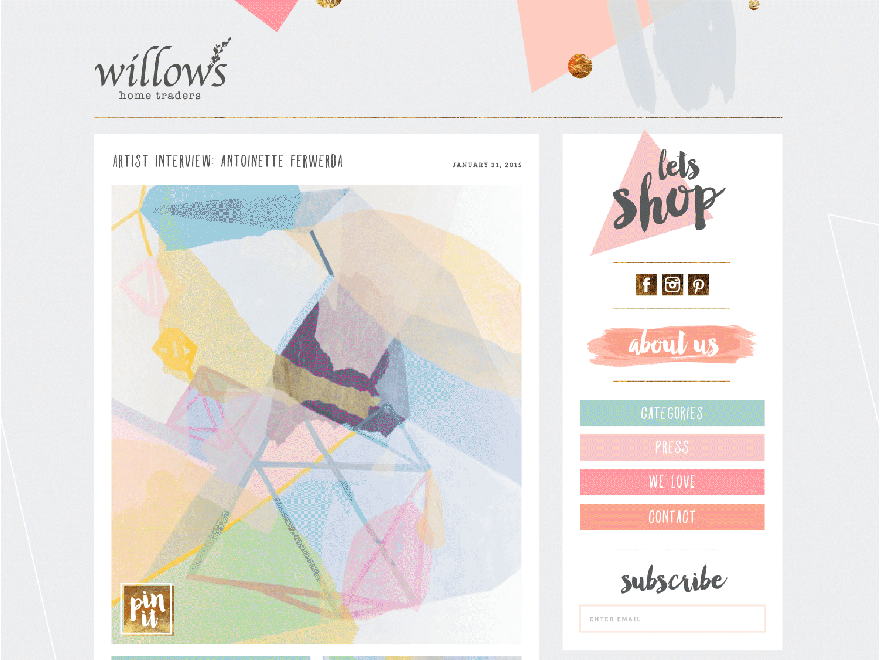 willows
home traders
ARTIST INTERVIEW: ANTOINETTE FERWERDA
JANUARY 31, 2015
lets
shop
about us
CATEGORIES
PRESS
WE LOVE
CONTACT
subscribe
ENTER EMAIL
pin
it